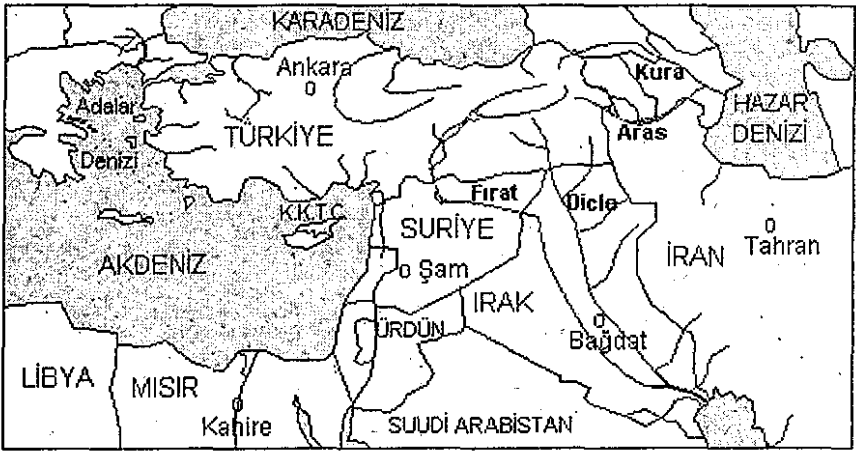 KARADENİZ
Ankara
Kura
Adalar
Denizi
HAZAR
DENİZİ
TÜRKİYE
Aras
Fırat
Dicle
K.K.T.C
SURİYE
Tahran
İRAN
AKDENİZ
Şam
IRAK
ÜRDÜN
Bağdat
LİBYA
MISIR
Kahire
SUUDİ ARABİSTAN